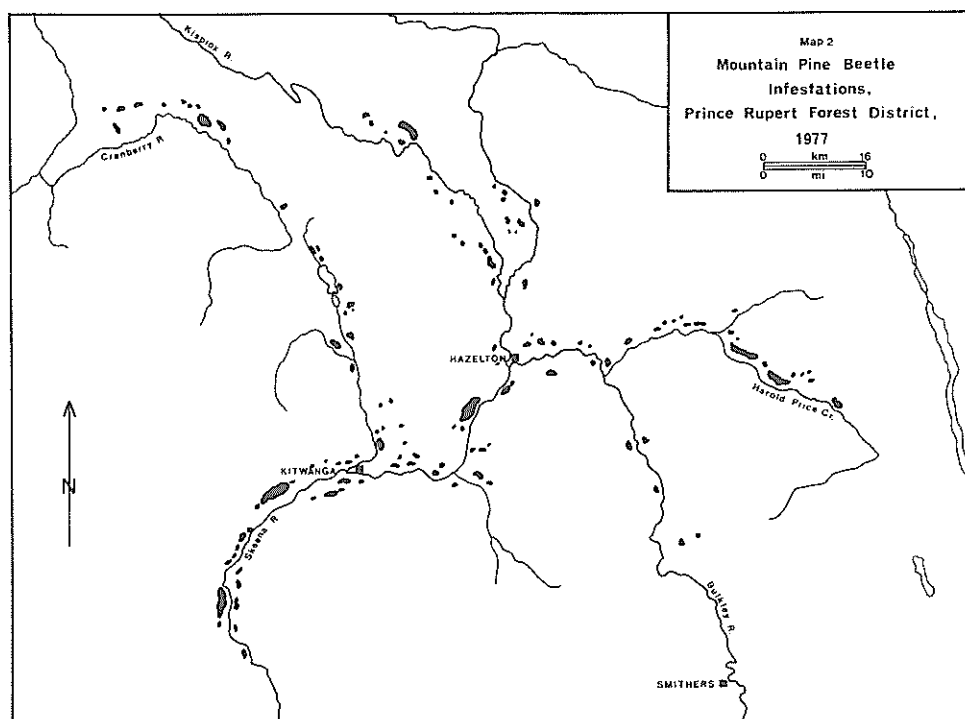 Map 2
Mountain Pine Beetle
Infestations,
Prince Rupert Forest District,
1977
0 km 16
0 mi 10
Kispiox R.
Cranberry R
HAZELTON
Harold Price Cr.
KITWANGA
N
Skeena R
Bulkley R.
SMITHERS